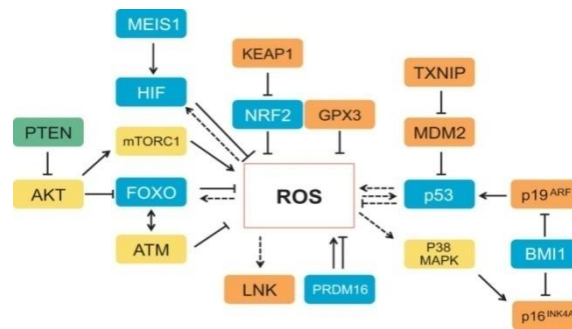 MEIS1
KEAP1
TXNIP
HIF
NRF2
GPX3
PTEN
mTORC1
MDM2
AKT
FOXO
ROS
p53
p19ARF
ATM
P38
MAPK
BMI1
LNK
PRDM16
p16INK4A